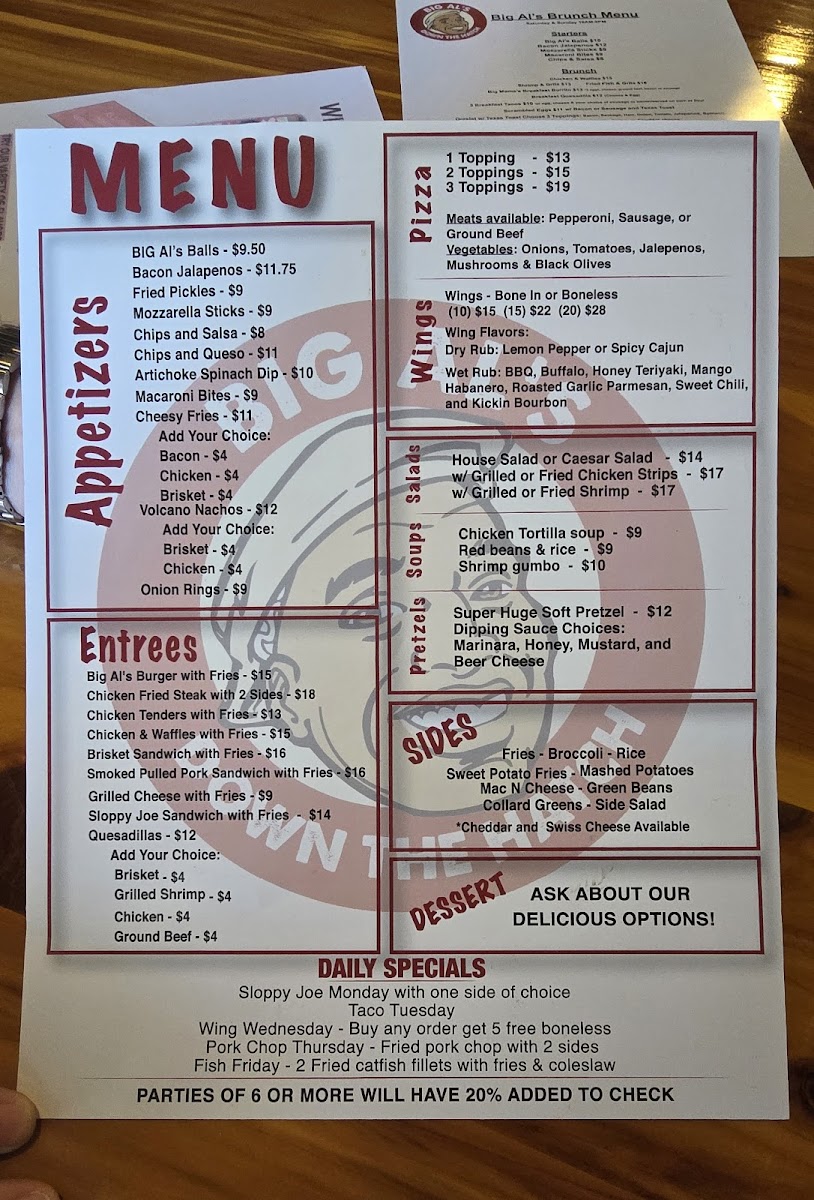 BIG AL'S
DOWN THE HATCH
Big Al's Brunch Menu
Starters
Big Al's Balls $10
Bacon Jalapenos $12
Mozzarella Sticks $9
Macaroni Bites $9
Chips & Salsa $8
Brunch
Chicken & Waffles $15
MENU
Appetizers
BIG Al's Balls - $9.50
Bacon Jalapenos - $11.75
Fried Pickles - $9
Mozzarella Sticks - $9
Chips and Salsa - $8
Chips and Queso - $11
Artichoke Spinach Dip - $10
Macaroni Bites - $9
Cheesy Fries - $11
Add Your Choice:
Bacon - $4
Chicken - $4
Brisket - $4
Volcano Nachos - $12
Add Your Choice:
Brisket - $4
Chicken - $4
Onion Rings - $9
Entrees
Big Al's Burger with Fries - $15
Chicken Fried Steak with 2 Sides - $18
Chicken Tenders with Fries - $13
Chicken & Waffles with Fries - $15
Brisket Sandwich with Fries - $16
Smoked Pulled Pork Sandwich with Fries - $16
Grilled Cheese with Fries - $9
Sloppy Joe Sandwich with Fries - $14
Quesadillas - $12
Add Your Choice:
Brisket - $4
Grilled Shrimp - $4
Chicken - $4
Ground Beef - $4
Pizza
1 Topping - $13
2 Toppings - $15
3 Toppings - $19
Meats available: Pepperoni, Sausage, or
Ground Beef
Vegetables: Onions, Tomatoes, Jalepenos,
Mushrooms & Black Olives
Wings
Wings - Bone In or Boneless
(10) $15 (15) $22 (20) $28
Wing Flavors:
Dry Rub: Lemon Pepper or Spicy Cajun
Wet Rub: BBQ, Buffalo, Honey Teriyaki, Mango
Habanero, Roasted Garlic Parmesan, Sweet Chili,
and Kickin Bourbon
Salads
House Salad or Caesar Salad - $14
w/ Grilled or Fried Chicken Strips - $17
w/ Grilled or Fried Shrimp - $17
Soups
Chicken Tortilla soup - $9
Red beans & rice - $9
Shrimp gumbo - $10
Pretzels
Super Huge Soft Pretzel - $12
Dipping Sauce Choices:
Marinara, Honey, Mustard, and
Beer Cheese
SIDES
Fries - Broccoli - Rice
Sweet Potato Fries - Mashed Potatoes
Mac N Cheese - Green Beans
Collard Greens - Side Salad
*Cheddar and Swiss Cheese Available
DESSERT
ASK ABOUT OUR
DELICIOUS OPTIONS!
BIG AL'S
DOWN THE HATCH
DAILY SPECIALS
Sloppy Joe Monday with one side of choice
Taco Tuesday
Wing Wednesday - Buy any order get 5 free boneless
Pork Chop Thursday - Fried pork chop with 2 sides
Fish Friday - 2 Fried catfish fillets with fries & coleslaw
PARTIES OF 6 OR MORE WILL HAVE 20% ADDED TO CHECK